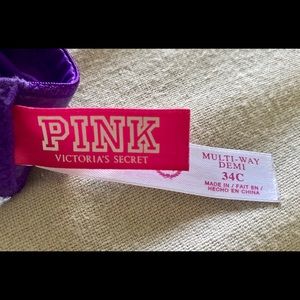 PINK
VICTORIA'S SECRET
MULTI-WAY
DEMI
34C
MADE IN / FAIT EN /
HECHO EN CHINA